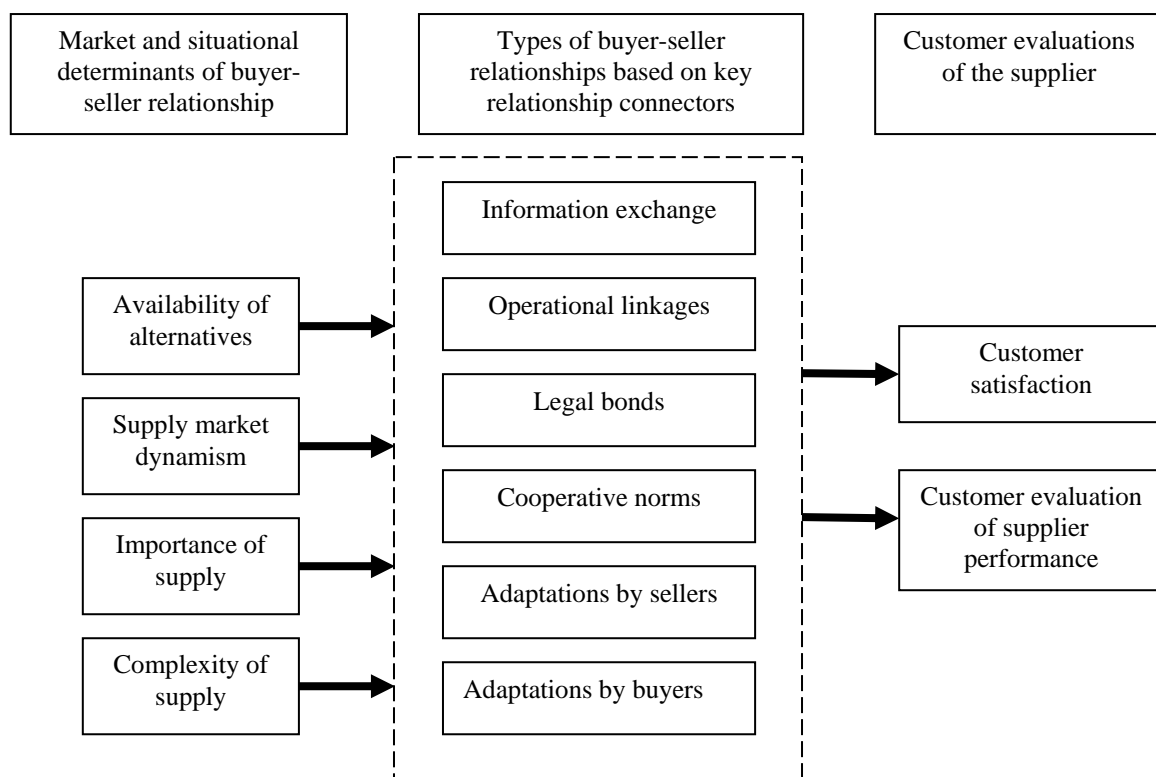 Market and situational
determinants of buyer-
seller relationship
Types of buyer-seller
relationships based on key
relationship connectors
Customer evaluations
of the supplier
Availability of
alternatives
Supply market
dynamism
Importance of
supply
Complexity of
supply
Information exchange
Operational linkages
Legal bonds
Cooperative norms
Adaptations by sellers
Adaptations by buyers
Customer
satisfaction
Customer evaluation
of supplier
performance